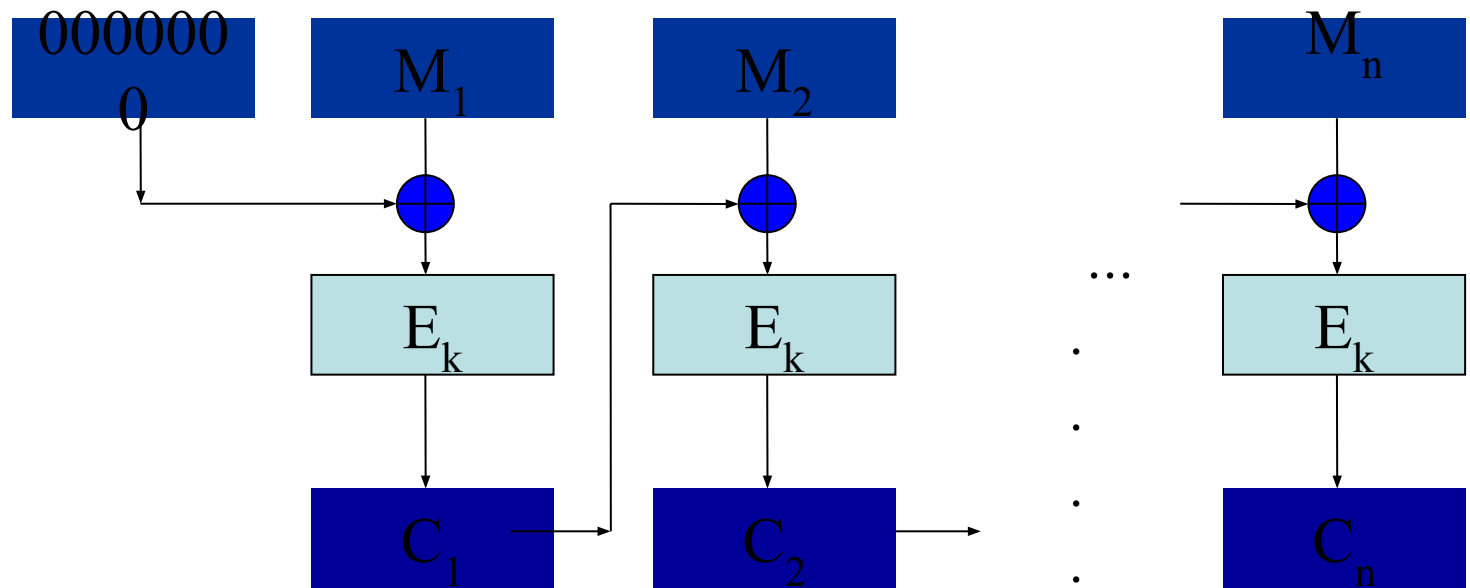 000000
0
M₁
M₂
Mₙ
...
Eₖ
Eₖ
Eₖ
.
.
.
.
C₁
C₂
Cₙ